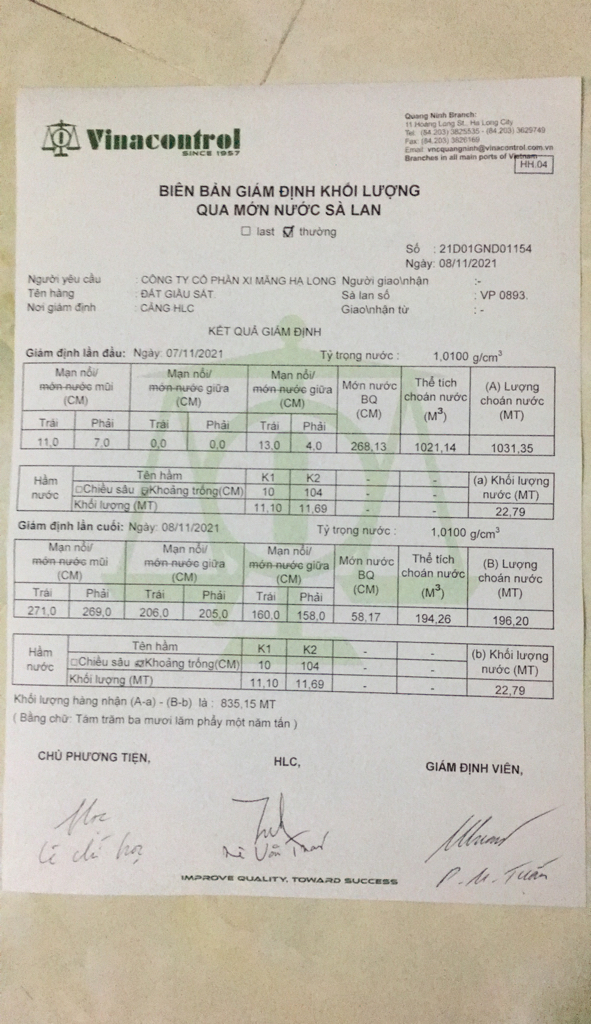 Vinacontrol
SINCE 1957
Quang Ninh Branch:
11 Hoang Long St., Ha Long City
Tel: (84.203) 3825535 - (84.203) 3829749
Fax: (84.203) 3826169
Email: vncquangninh@vinacontrol.com.vn
Branches in all main ports of Vietnam
HH.04
BIÊN BẢN GIÁM ĐỊNH KHỐI LƯỢNG
QUA MỚN NƯỚC SÀ LAN
☐ last ☑ thường
Số : 21D01GND01154
Ngày: 08/11/2021
Người yêu cầu : CÔNG TY CỔ PHẦN XI MĂNG HẠ LONG Người giao\nhận :-
Tên hàng : ĐẤT GIÀU SẮT. Sà lan số : VP 0893.
Nơi giám định : CẢNG HLC Giao\nhận từ : -
KẾT QUẢ GIÁM ĐỊNH
Giám định lần đầu: Ngày: 07/11/2021 Tỷ trọng nước : 1,0100 g/cm³
Mạn nổi/ mớn nước mũi (CM) Mạn nổi/ mớn nước giữa (CM) Mạn nổi/ mớn nước giữa (CM) Món nước BQ (CM) Thể tích choán nước (M³) (A) Lượng choán nước (MT)
Trái Phải Trái Phải Trái Phải
11,0 7,0 0,0 0,0 13,0 4,0 268,13 1021,14 1031,35
Hầm nước Tên hầm K1 K2 - - (a) Khối lượng nước (MT)
☐Chiều sâu ☑Khoảng trống(CM) 10 104 - -
Khối lượng (MT) 11,10 11,69 - - 22,79
Giám định lần cuối: Ngày: 08/11/2021 Tỷ trọng nước : 1,0100 g/cm³
Mạn nổi/ mớn nước mũi (CM) Mạn nổi/ mớn nước giữa (CM) Mạn nổi/ mớn nước giữa (CM) Món nước BQ (CM) Thể tích choán nước (M³) (B) Lượng choán nước (MT)
Trái Phải Trái Phải Trái Phải
271,0 269,0 206,0 205,0 160,0 158,0 58,17 194,26 196,20
Hầm nước Tên hầm K1 K2 - - (b) Khối lượng nước (MT)
☐Chiều sâu ☑Khoảng trống(CM) 10 104 - -
Khối lượng (MT) 11,10 11,69 - - 22,79
Khối lượng hàng nhận (A-a) - (B-b) là : 835,15 MT
( Bằng chữ: Tám trăm ba mươi lăm phẩy một năm tấn )
CHỦ PHƯƠNG TIỆN, HLC, GIÁM ĐỊNH VIÊN,
P. M. Tuấn
IMPROVE QUALITY, TOWARD SUCCESS